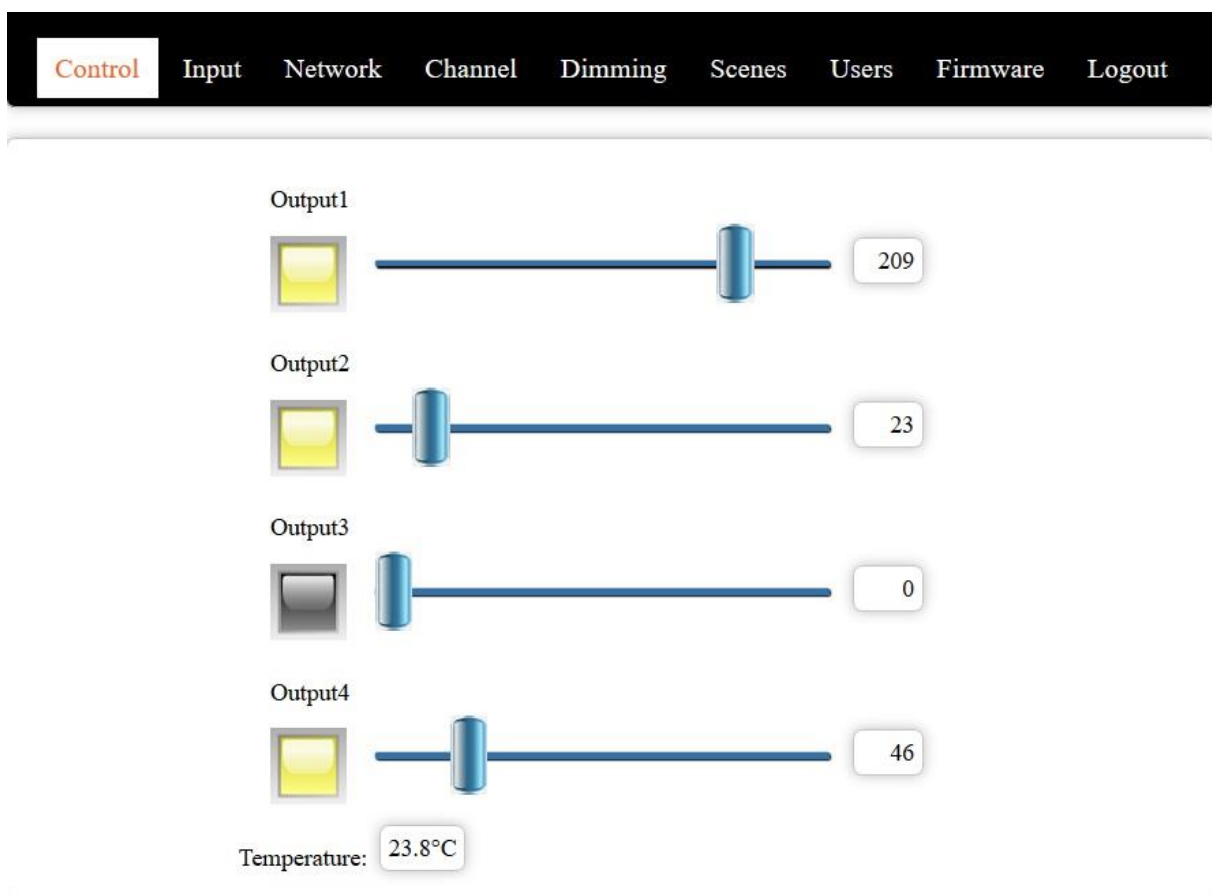 Control Input Network Channel Dimming Scenes Users Firmware Logout
Output1
209
Output2
23
Output3
0
Output4
46
Temperature: 23.8°C